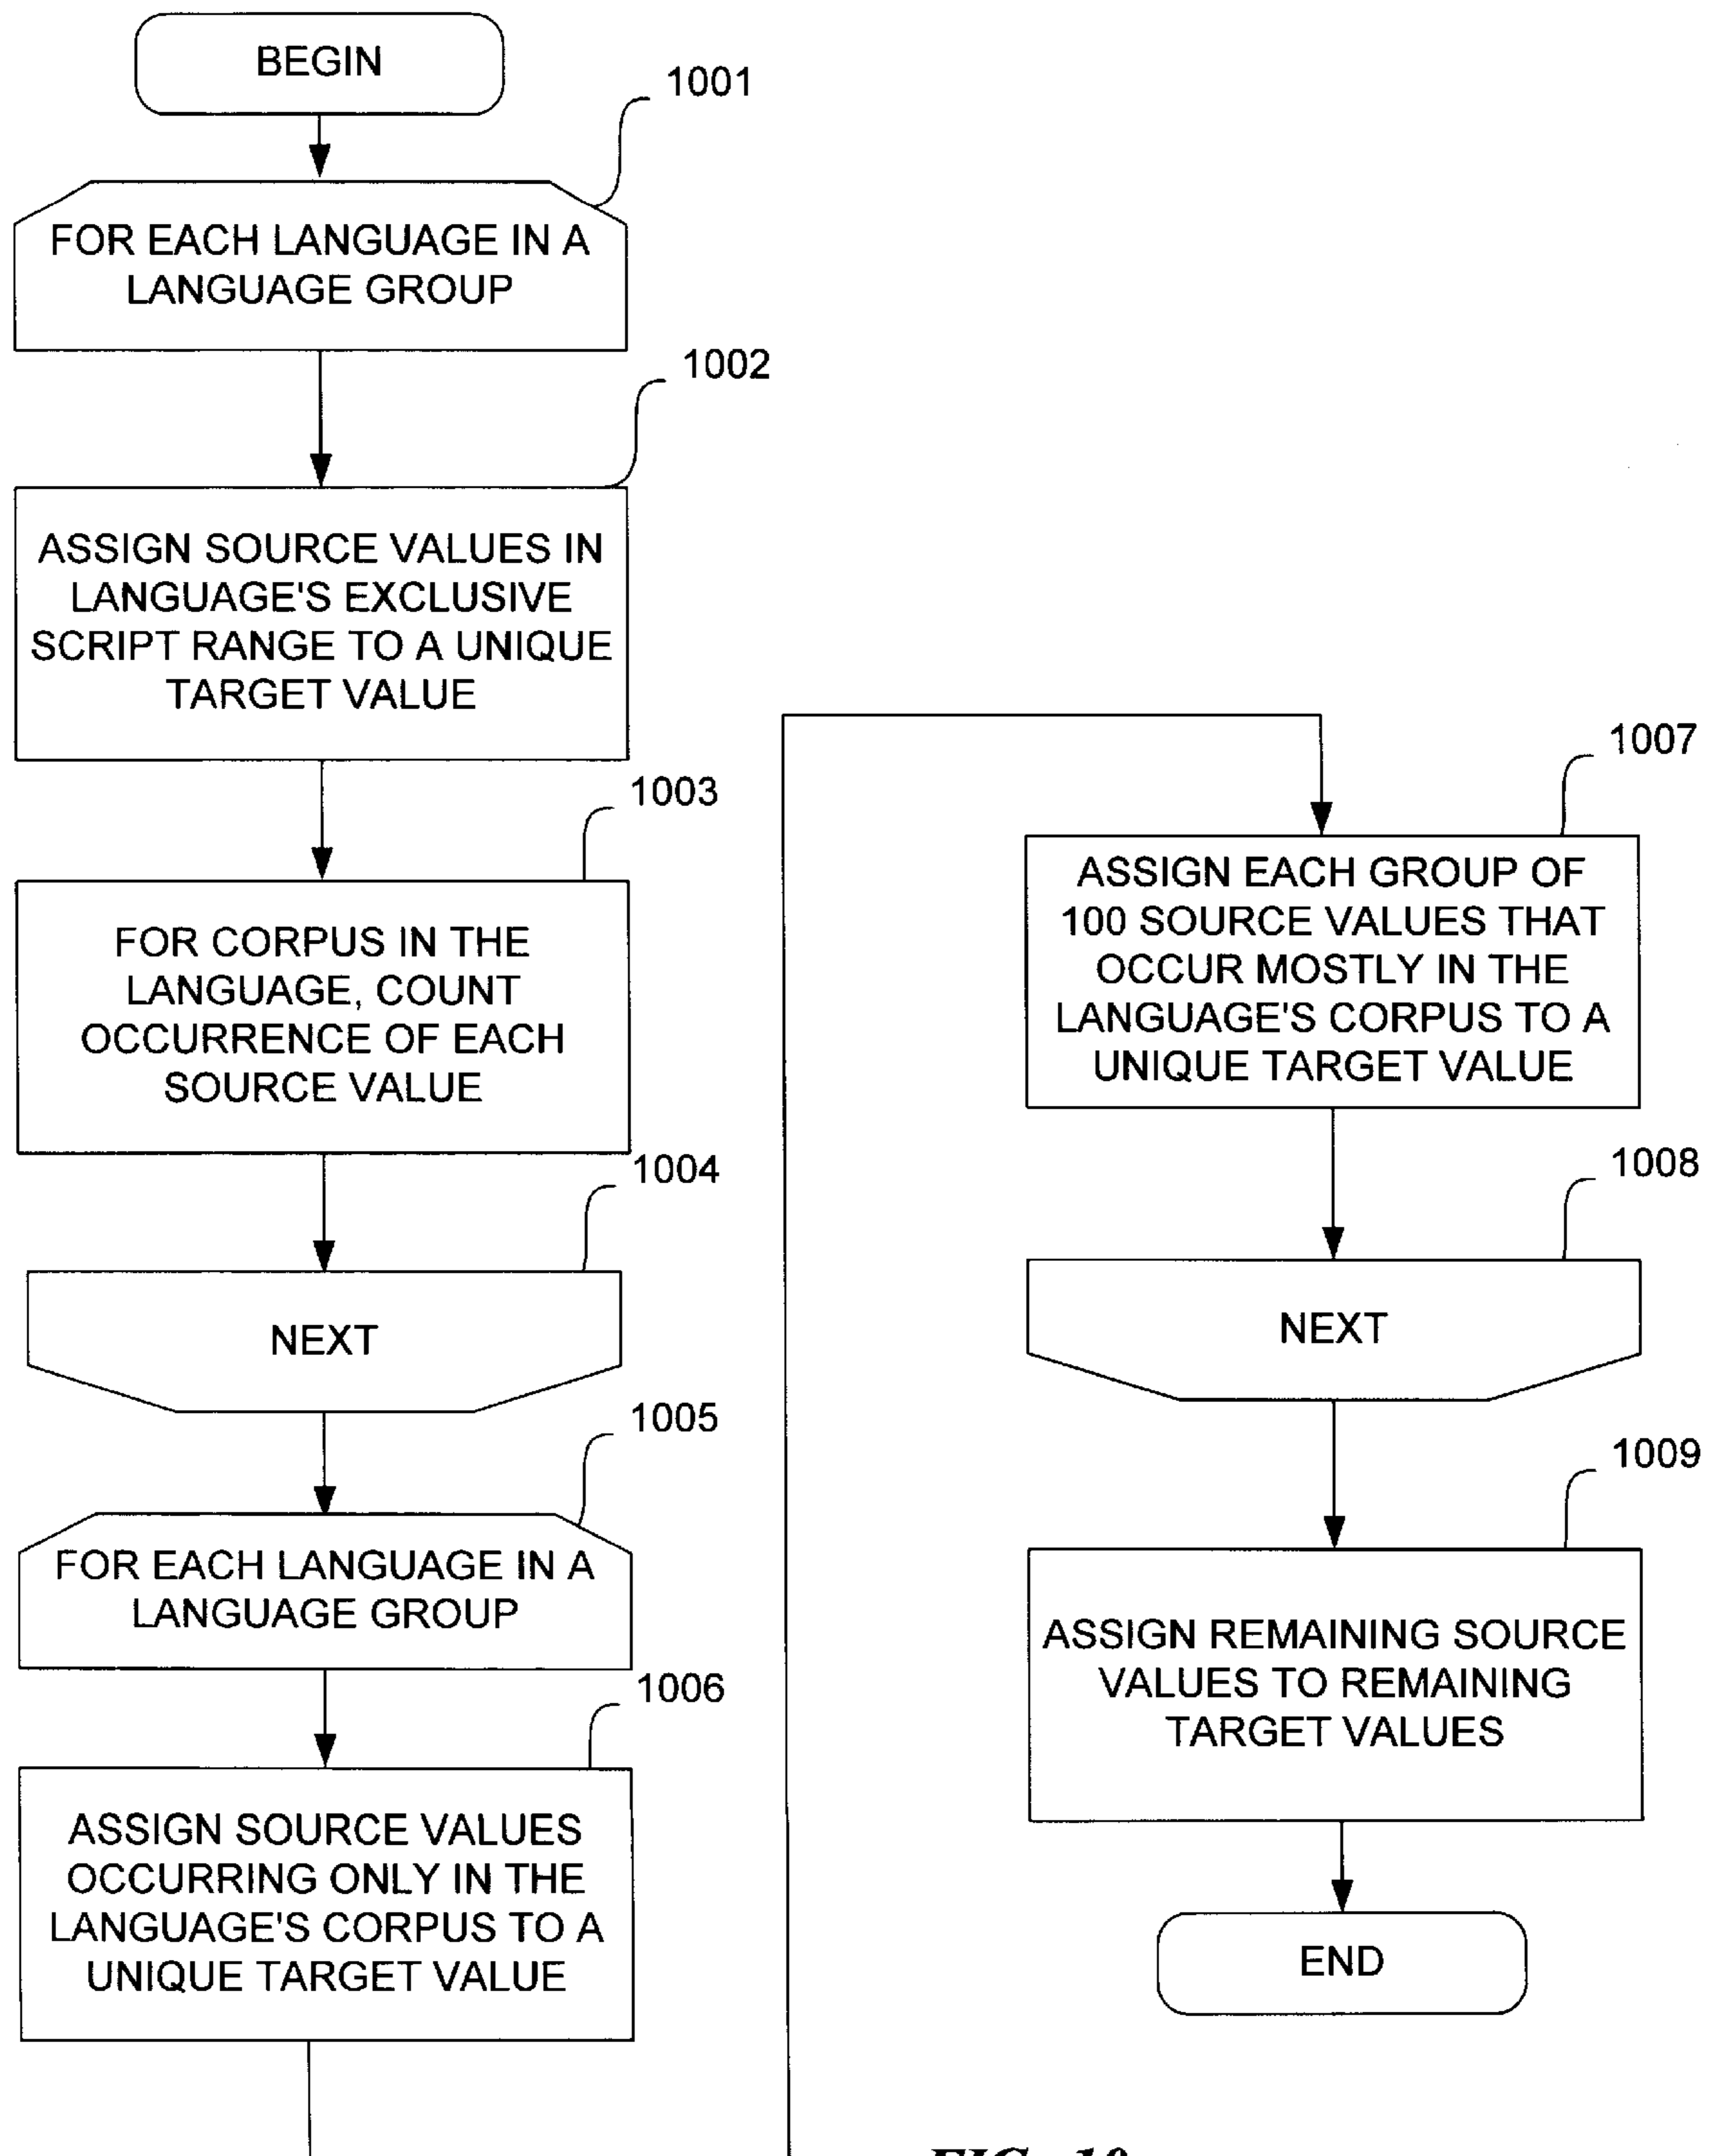 BEGIN
1001
FOR EACH LANGUAGE IN A
LANGUAGE GROUP
1002
ASSIGN SOURCE VALUES IN
LANGUAGE'S EXCLUSIVE
SCRIPT RANGE TO A UNIQUE
TARGET VALUE
1003
FOR CORPUS IN THE
LANGUAGE, COUNT
OCCURRENCE OF EACH
SOURCE VALUE
1004
NEXT
1005
FOR EACH LANGUAGE IN A
LANGUAGE GROUP
1006
ASSIGN SOURCE VALUES
OCCURRING ONLY IN THE
LANGUAGE'S CORPUS TO A
UNIQUE TARGET VALUE
1007
ASSIGN EACH GROUP OF
100 SOURCE VALUES THAT
OCCUR MOSTLY IN THE
LANGUAGE'S CORPUS TO A
UNIQUE TARGET VALUE
1008
NEXT
1009
ASSIGN REMAINING SOURCE
VALUES TO REMAINING
TARGET VALUES
END
FIG. 10